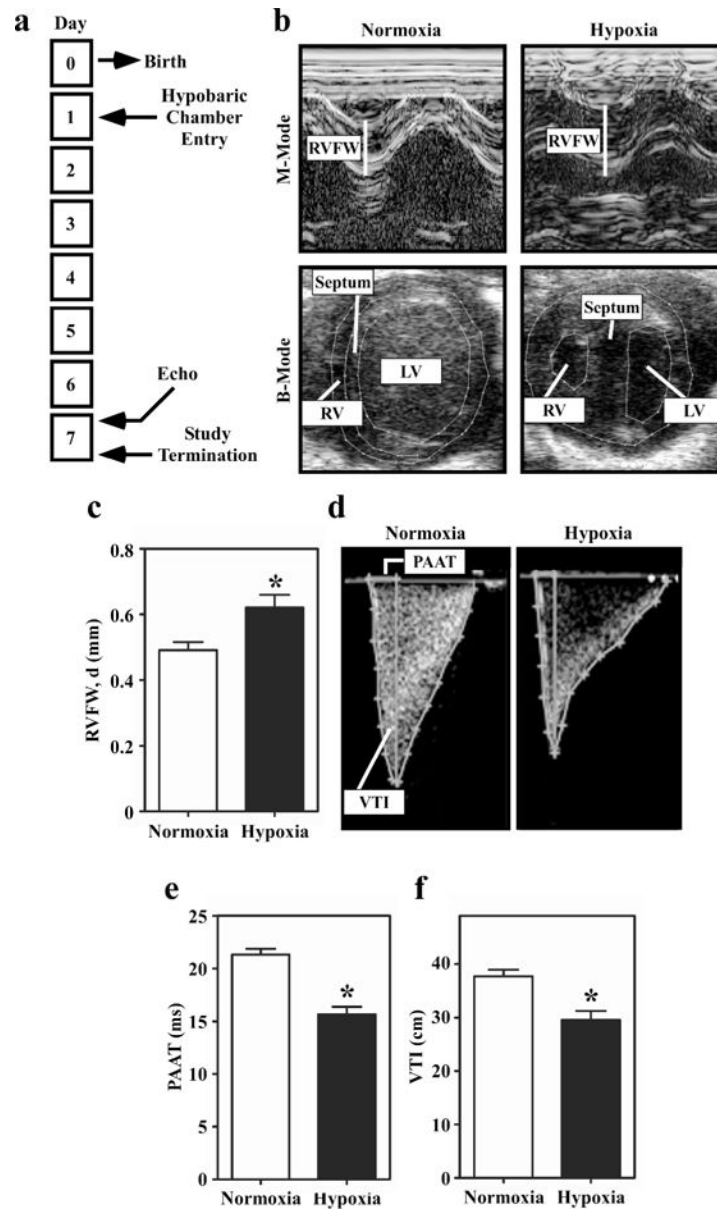 a
Day
0
Birth
1
Hypobaric
Chamber
Entry
2
3
4
5
6
Echo
7
Study
Termination
b
Normoxia
Hypoxia
M-Mode
RVFW
RVFW
B-Mode
Septum
LV
RV
Septum
RV
LV
c
RVFW, d (mm)
0.8
0.6
0.4
0.2
0
*
Normoxia
Hypoxia
d
Normoxia
Hypoxia
PAAT
VTI
e
PAAT (ms)
25
20
15
10
5
0
*
Normoxia
Hypoxia
f
VTI (cm)
40
30
20
10
0
*
Normoxia
Hypoxia